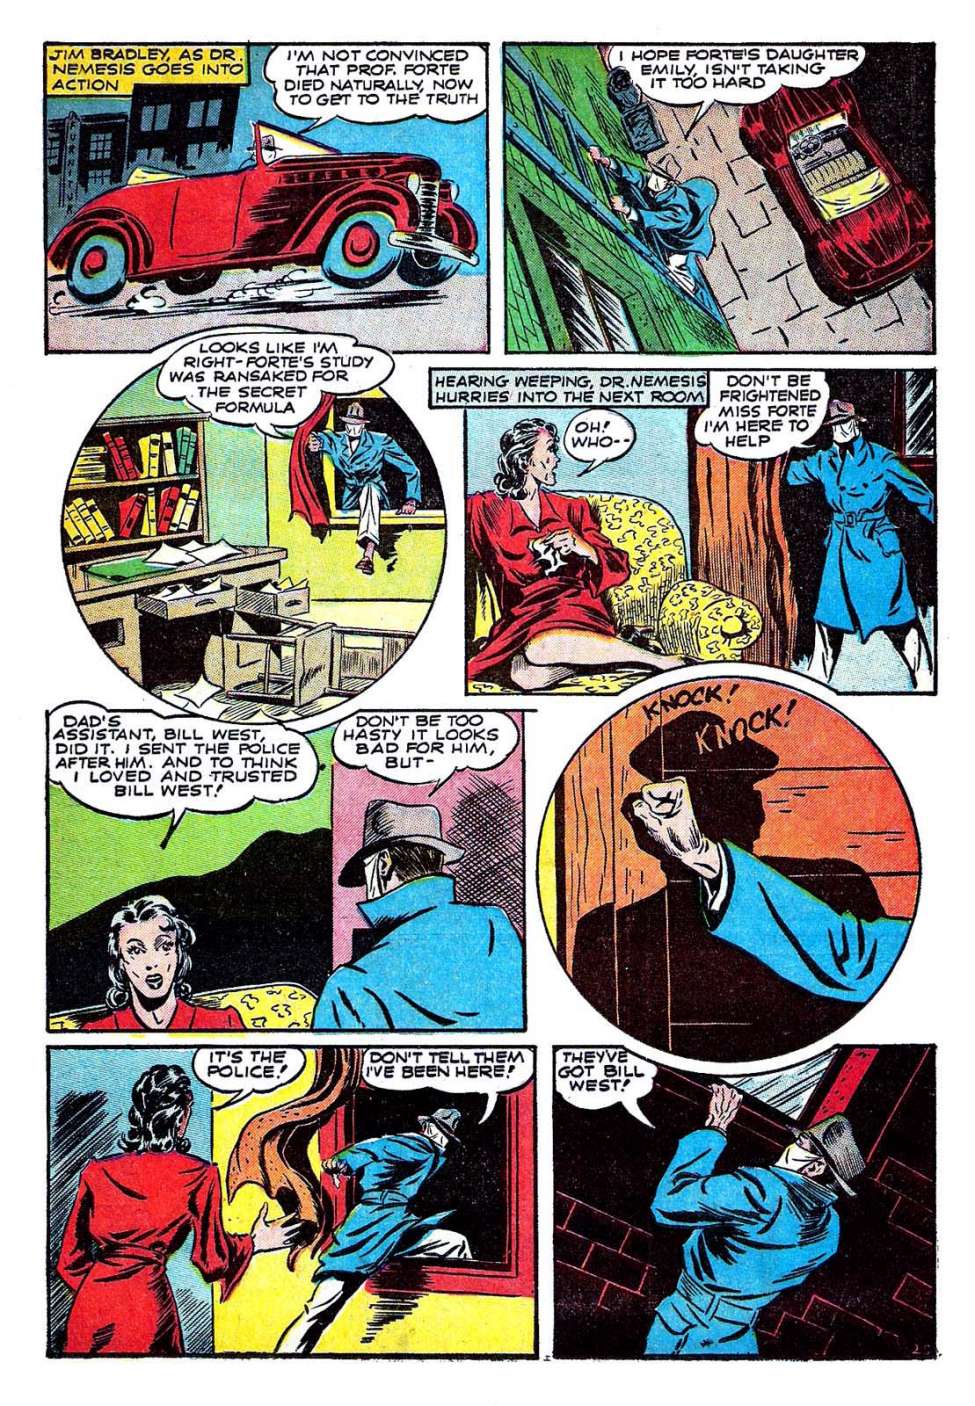 JIM BRADLEY, AS DR.
NEMESIS GOES INTO
ACTION
I'M NOT CONVINCED
THAT PROF. FORTE
DIED NATURALLY, NOW
TO GET TO THE TRUTH
FURNITUR
I HOPE FORTE'S DAUGHTER
EMILY, ISN'T TAKING
IT TOO HARD
LOOKS LIKE I'M
RIGHT-FORTE'S STUDY
WAS RANSAKED FOR
THE SECRET
FORMULA
HEARING WEEPING, DR. NEMESIS
HURRIES INTO THE NEXT ROOM
OH!
WHO--
DON'T BE
FRIGHTENED
MISS FORTE
I'M HERE TO
HELP
DAD'S
ASSISTANT, BILL WEST,
DID IT. I SENT THE POLICE
AFTER HIM. AND TO THINK
I LOVED AND TRUSTED
BILL WEST!
DON'T BE TOO
HASTY IT LOOKS
BAD FOR HIM,
BUT-
KNOCK!
KNOCK!
IT'S THE
POLICE!
DON'T TELL THEM
I'VE BEEN HERE!
THEYVE
GOT BILL
WEST!